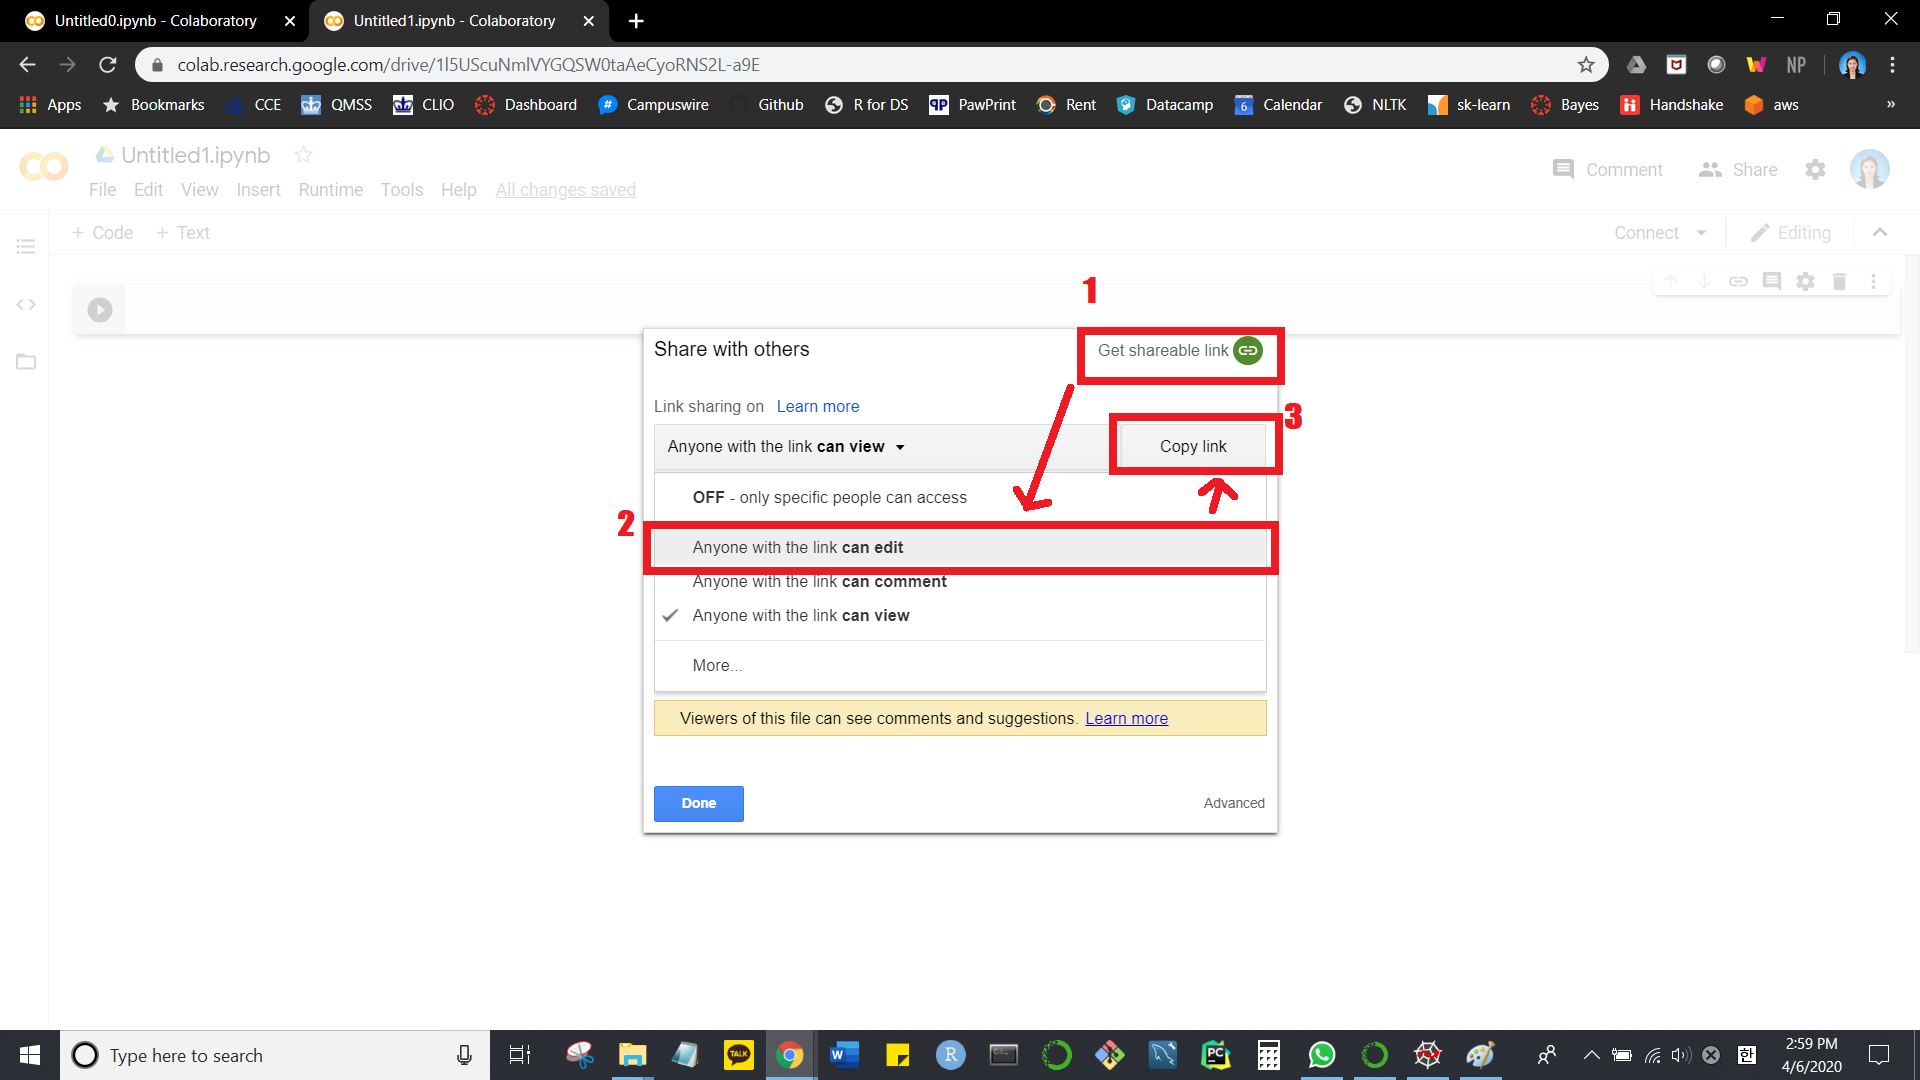 Untitled0.ipynb - Colaboratory
Untitled1.ipynb - Colaboratory
colab.research.google.com/drive/1l5UScuNmlVYGQSW0taAeCyoRNS2L-a9E
NP
Apps Bookmarks CCE QMSS CLIO Dashboard Campuswire Github R for DS PawPrint Rent Datacamp Calendar NLTK sk-learn Bayes Handshake aws »
Untitled1.ipynb
Comment Share
File Edit View Insert Runtime Tools Help All changes saved
+ Code + Text
Connect Editing
1
Share with others
Get shareable link
Link sharing on Learn more
3
Anyone with the link can view
Copy link
OFF - only specific people can access
2
Anyone with the link can edit
Anyone with the link can comment
Anyone with the link can view
More...
Viewers of this file can see comments and suggestions. Learn more
Done
Advanced
Type here to search
TALK
W
R
PC
한
2:59 PM
4/6/2020